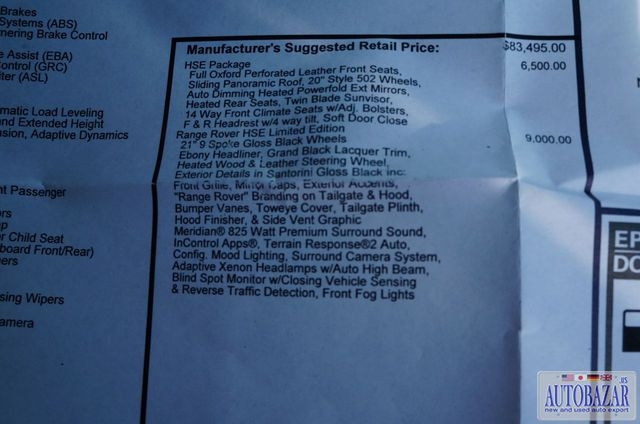 Brakes
Systems (ABS)
mering Brake Control
e Assist (EBA)
Control (GRC)
iter (ASL)
matic Load Leveling
and Extended Height
nsion, Adaptive Dynamics
nt Passenger
ors
up
er Child Seat
board Front/Rear)
ners
sing Wipers
amera
Manufacturer's Suggested Retail Price: $83,495.00
HSE Package 6,500.00
Full Oxford Perforated Leather Front Seats,
Sliding Panoramic Roof, 20" Style 502 Wheels,
Auto Dimming Heated Powerfold Ext Mirrors,
Heated Rear Seats, Twin Blade Sunvisor,
14 Way Front Climate Seats w/Adj. Bolsters,
F & R Headrest w/4 way tilt, Soft Door Close
Range Rover HSE Limited Edition 9,000.00
21" 9 Spoke Gloss Black Wheels
Ebony Headliner, Grand Black Lacquer Trim,
Heated Wood & Leather Steering Wheel,
Exterior Details in Santorini Gloss Black inc:
Front Grille, Mirror Caps, Exterior Accents,
"Range Rover" Branding on Tailgate & Hood,
Bumper Vanes, Toweye Cover, Tailgate Plinth,
Hood Finisher, & Side Vent Graphic
Meridian® 825 Watt Premium Surround Sound,
InControl Apps®, Terrain Response®2 Auto,
Config. Mood Lighting, Surround Camera System,
Adaptive Xenon Headlamps w/Auto High Beam,
Blind Spot Monitor w/Closing Vehicle Sensing
& Reverse Traffic Detection, Front Fog Lights
EP
DO
AUTOBAZAR.US
new and used auto export